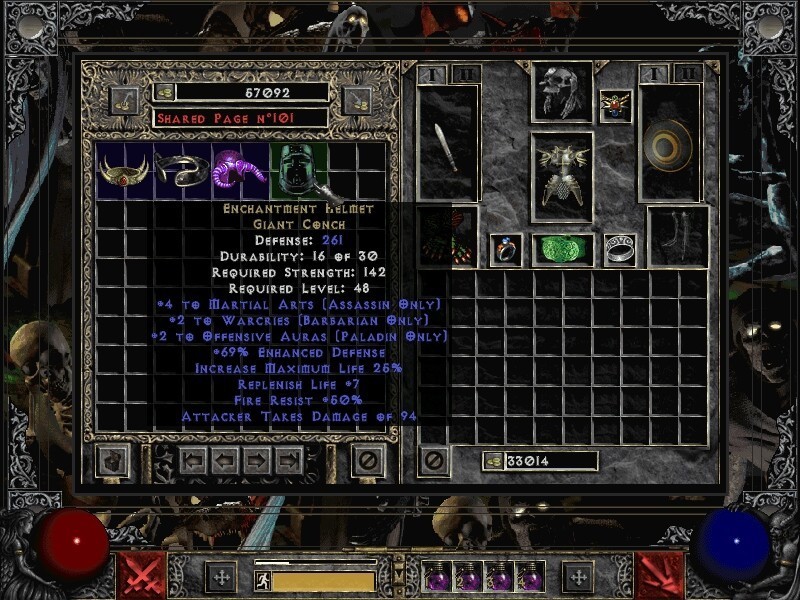 57092
Shared Page n°101
I II
I II
Enchantment Helmet
Giant Conch
Defense: 261
Durability: 16 of 30
Required Strength: 142
Required Level: 48
+4 to Martial Arts (Assassin Only)
+2 to Warcries (Barbarian Only)
+2 to Offensive Auras (Paladin Only)
+69% Enhanced Defense
Increase Maximum Life 25%
Replenish Life +7
Fire Resist +50%
Attacker Takes Damage of 94
33014